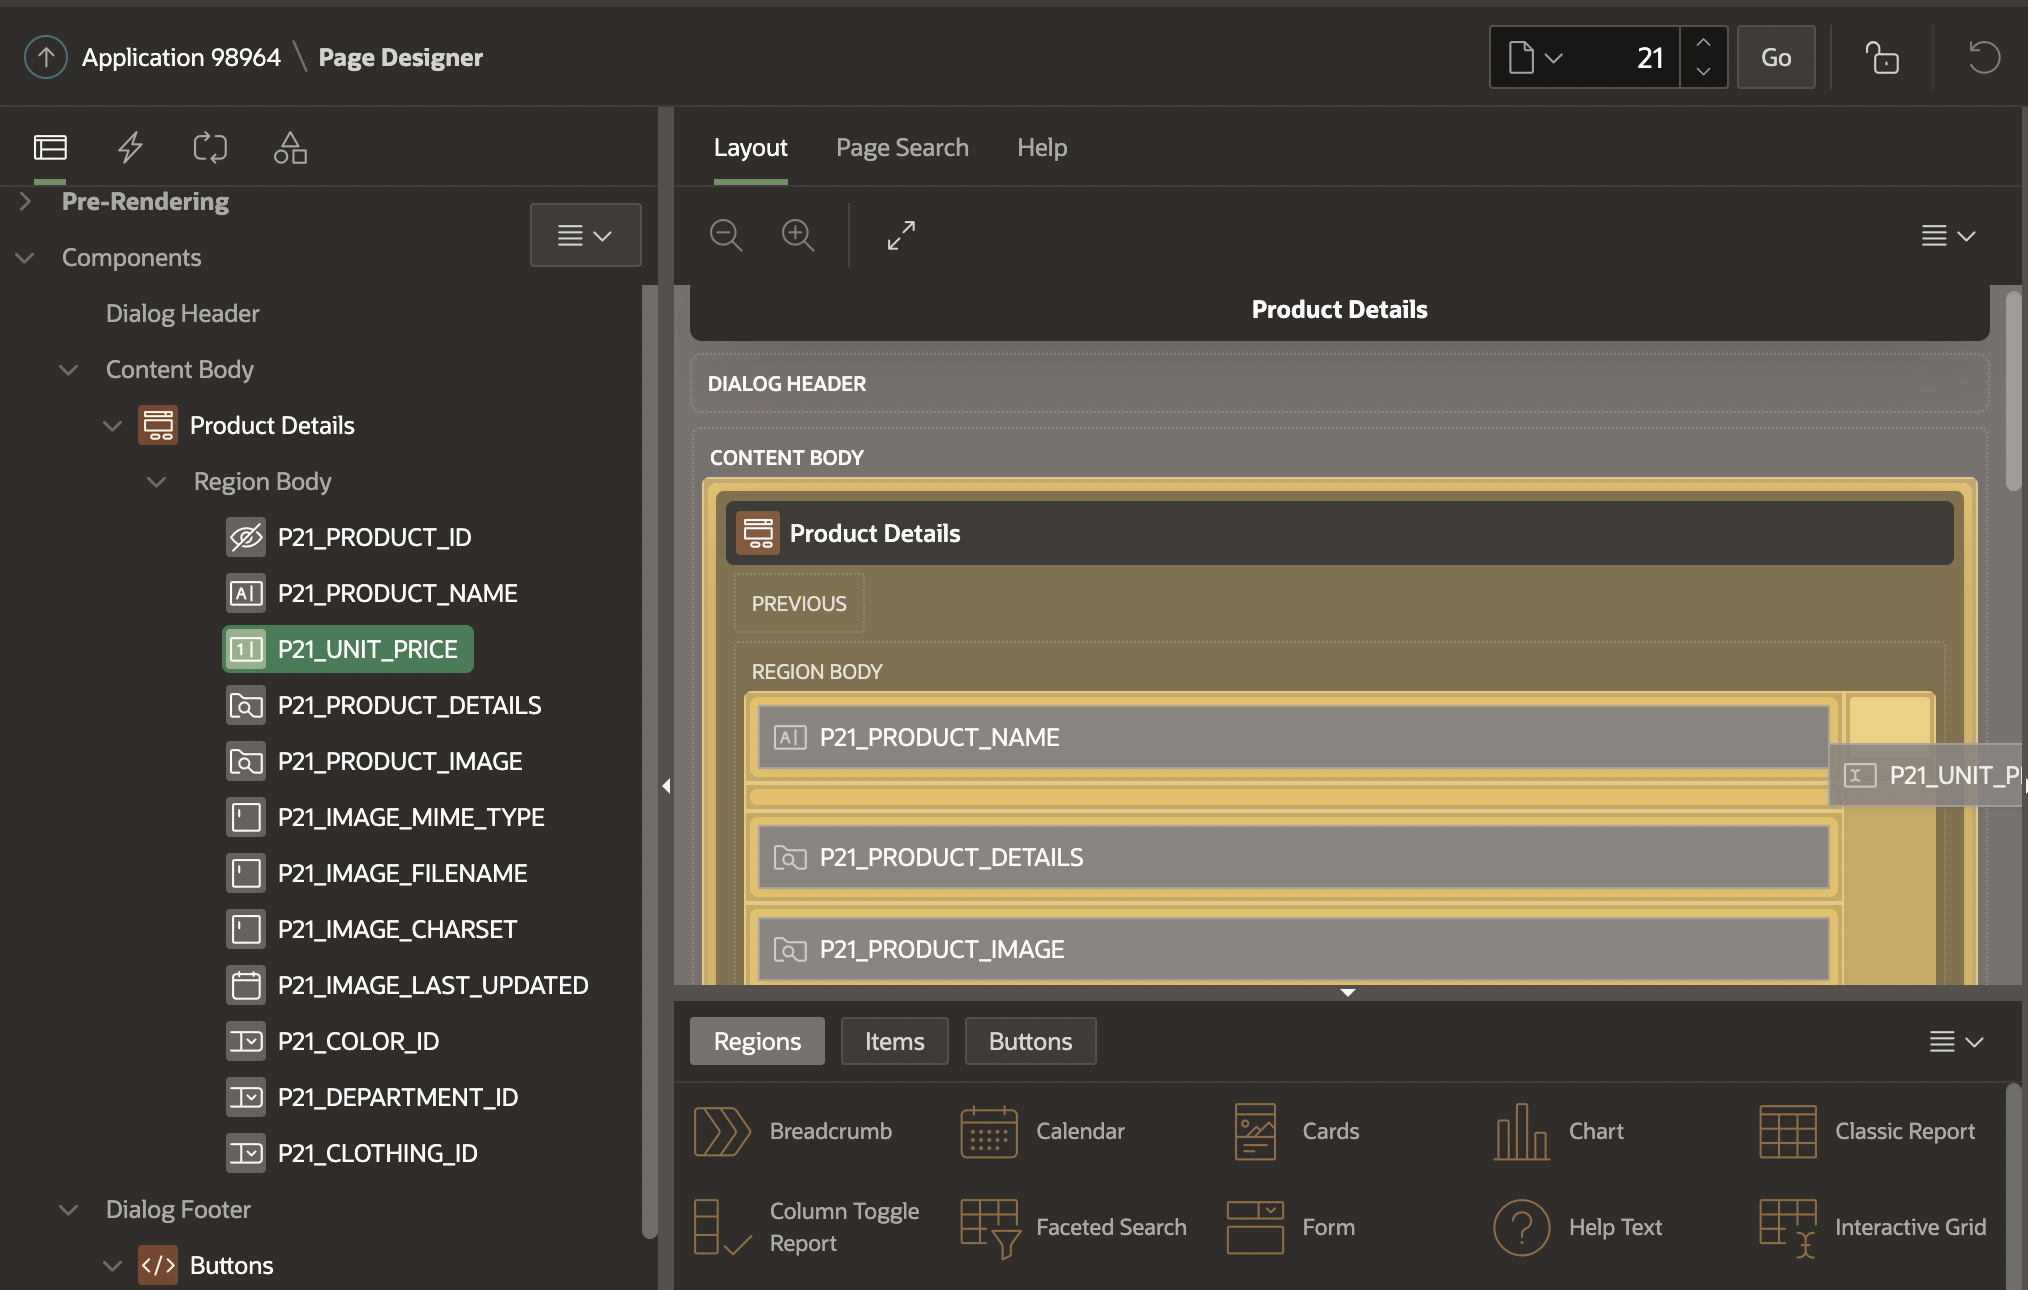 Application 98964 \ Page Designer
21
Go
Layout
Page Search
Help
Pre-Rendering
Components
Dialog Header
Content Body
Product Details
Region Body
P21_PRODUCT_ID
P21_PRODUCT_NAME
P21_UNIT_PRICE
P21_PRODUCT_DETAILS
P21_PRODUCT_IMAGE
P21_IMAGE_MIME_TYPE
P21_IMAGE_FILENAME
P21_IMAGE_CHARSET
P21_IMAGE_LAST_UPDATED
P21_COLOR_ID
P21_DEPARTMENT_ID
P21_CLOTHING_ID
Dialog Footer
Buttons
Product Details
DIALOG HEADER
CONTENT BODY
Product Details
PREVIOUS
REGION BODY
P21_PRODUCT_NAME
P21_UNIT_P
P21_PRODUCT_DETAILS
P21_PRODUCT_IMAGE
Regions
Items
Buttons
Breadcrumb
Calendar
Cards
Chart
Classic Report
Column Toggle
Report
Faceted Search
Form
Help Text
Interactive Grid